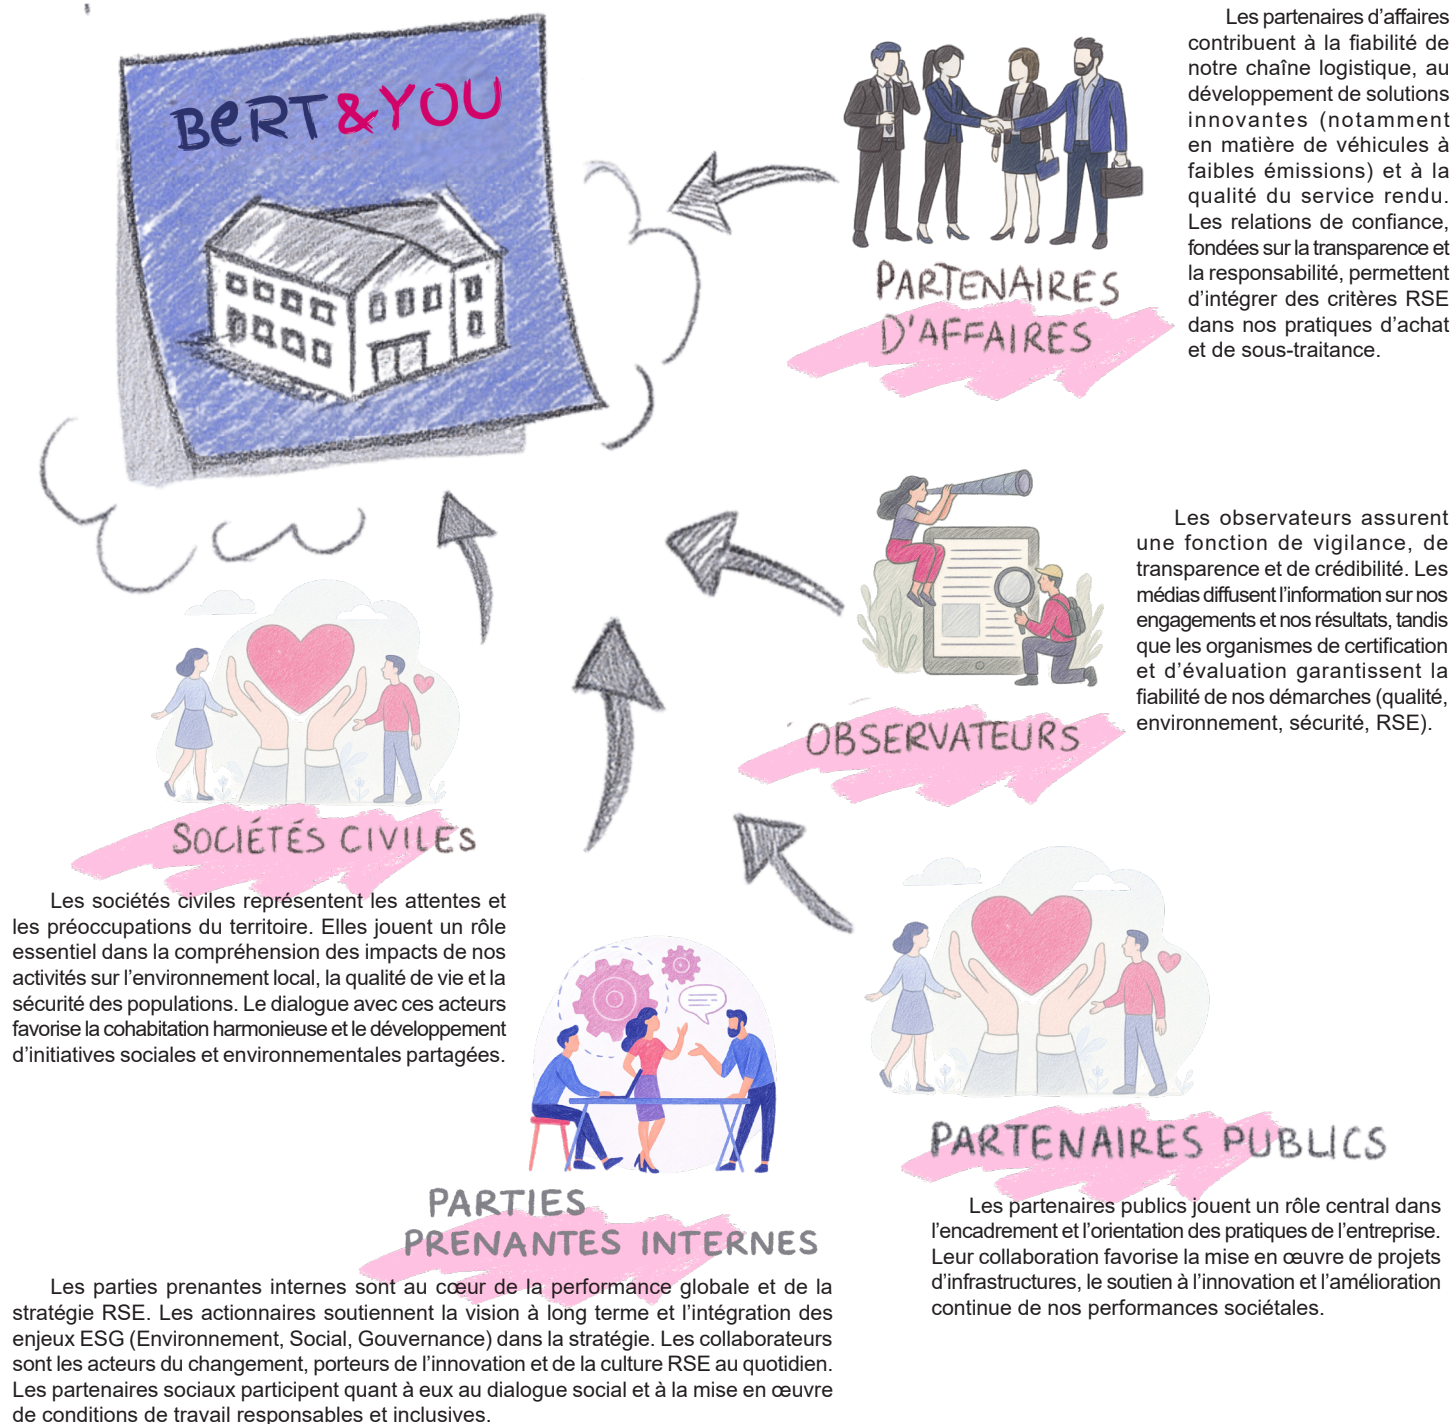 BERT&YOU
Les partenaires d’affaires
contribuent à la fiabilité de
notre chaîne logistique, au
développement de solutions
innovantes (notamment
en matière de véhicules à
faibles émissions) et à la
qualité du service rendu.
Les relations de confiance,
fondées sur la transparence et
la responsabilité, permettent
d’intégrer des critères RSE
dans nos pratiques d’achat
et de sous-traitance.
PARTENAIRES
D'AFFAIRES
Les observateurs assurent
une fonction de vigilance, de
transparence et de crédibilité. Les
médias diffusent l’information sur nos
engagements et nos résultats, tandis
que les organismes de certification
et d’évaluation garantissent la
fiabilité de nos démarches (qualité,
environnement, sécurité, RSE).
OBSERVATEURS
SOCIÉTÉS CIVILES
Les sociétés civiles représentent les attentes et
les préoccupations du territoire. Elles jouent un rôle
essentiel dans la compréhension des impacts de nos
activités sur l’environnement local, la qualité de vie et la
sécurité des populations. Le dialogue avec ces acteurs
favorise la cohabitation harmonieuse et le développement
d’initiatives sociales et environnementales partagées.
PARTENAIRES PUBLICS
Les partenaires publics jouent un rôle central dans
l’encadrement et l’orientation des pratiques de l’entreprise.
Leur collaboration favorise la mise en œuvre de projets
d’infrastructures, le soutien à l’innovation et l’amélioration
continue de nos performances sociétales.
PARTIES
PRENANTES INTERNES
Les parties prenantes internes sont au cœur de la performance globale et de la
stratégie RSE. Les actionnaires soutiennent la vision à long terme et l’intégration des
enjeux ESG (Environnement, Social, Gouvernance) dans la stratégie. Les collaborateurs
sont les acteurs du changement, porteurs de l’innovation et de la culture RSE au quotidien.
Les partenaires sociaux participent quant à eux au dialogue social et à la mise en œuvre
de conditions de travail responsables et inclusives.